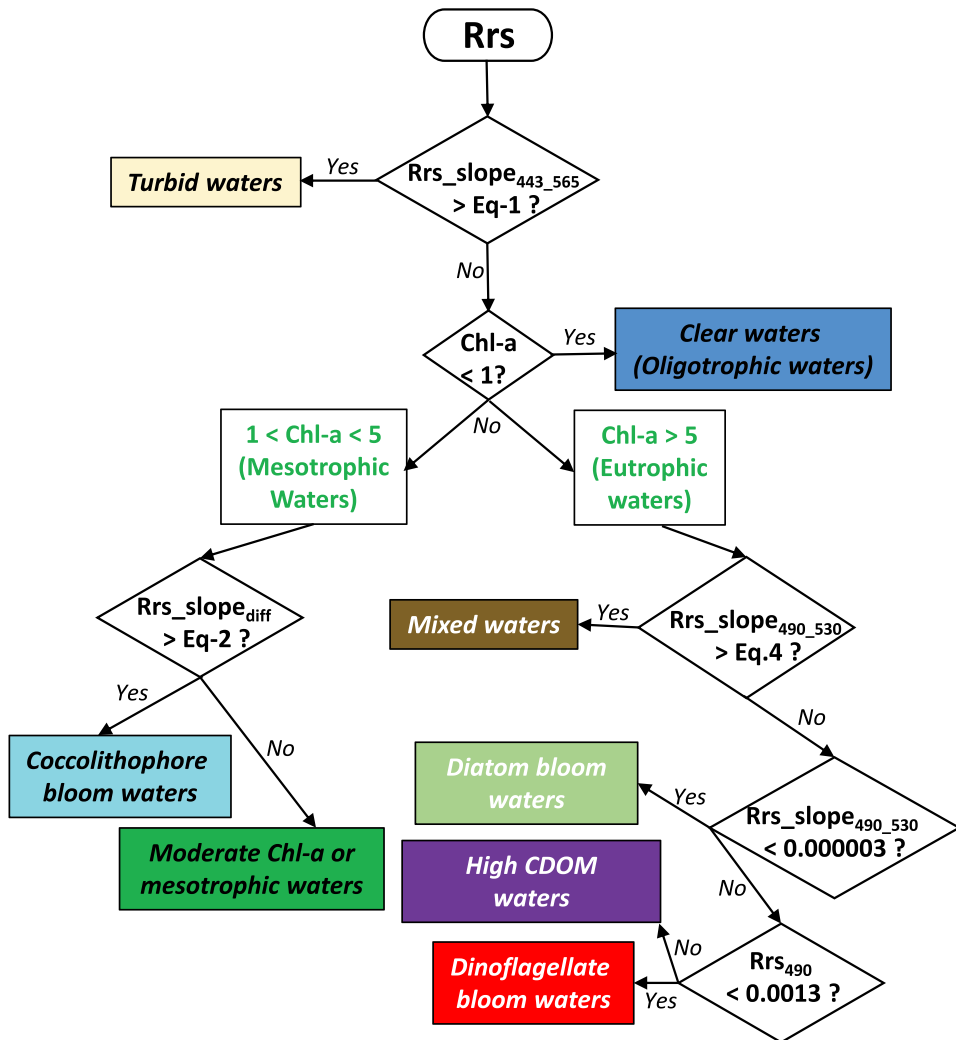 Rrs
Rrs_slope443_565
> Eq-1 ?
Yes
Turbid waters
No
Chl-a
< 1?
Yes
Clear waters
(Oligotrophic waters)
No
1 < Chl-a < 5
(Mesotrophic
Waters)
Chl-a > 5
(Eutrophic
waters)
Rrs_slopediff
> Eq-2 ?
Yes
Coccolithophore
bloom waters
No
Moderate Chl-a or
mesotrophic waters
Rrs_slope490_530
> Eq.4 ?
Yes
Mixed waters
No
Rrs_slope490_530
< 0.000003 ?
Yes
Diatom bloom
waters
No
Rrs490
< 0.0013 ?
No
High CDOM
waters
Yes
Dinoflagellate
bloom waters